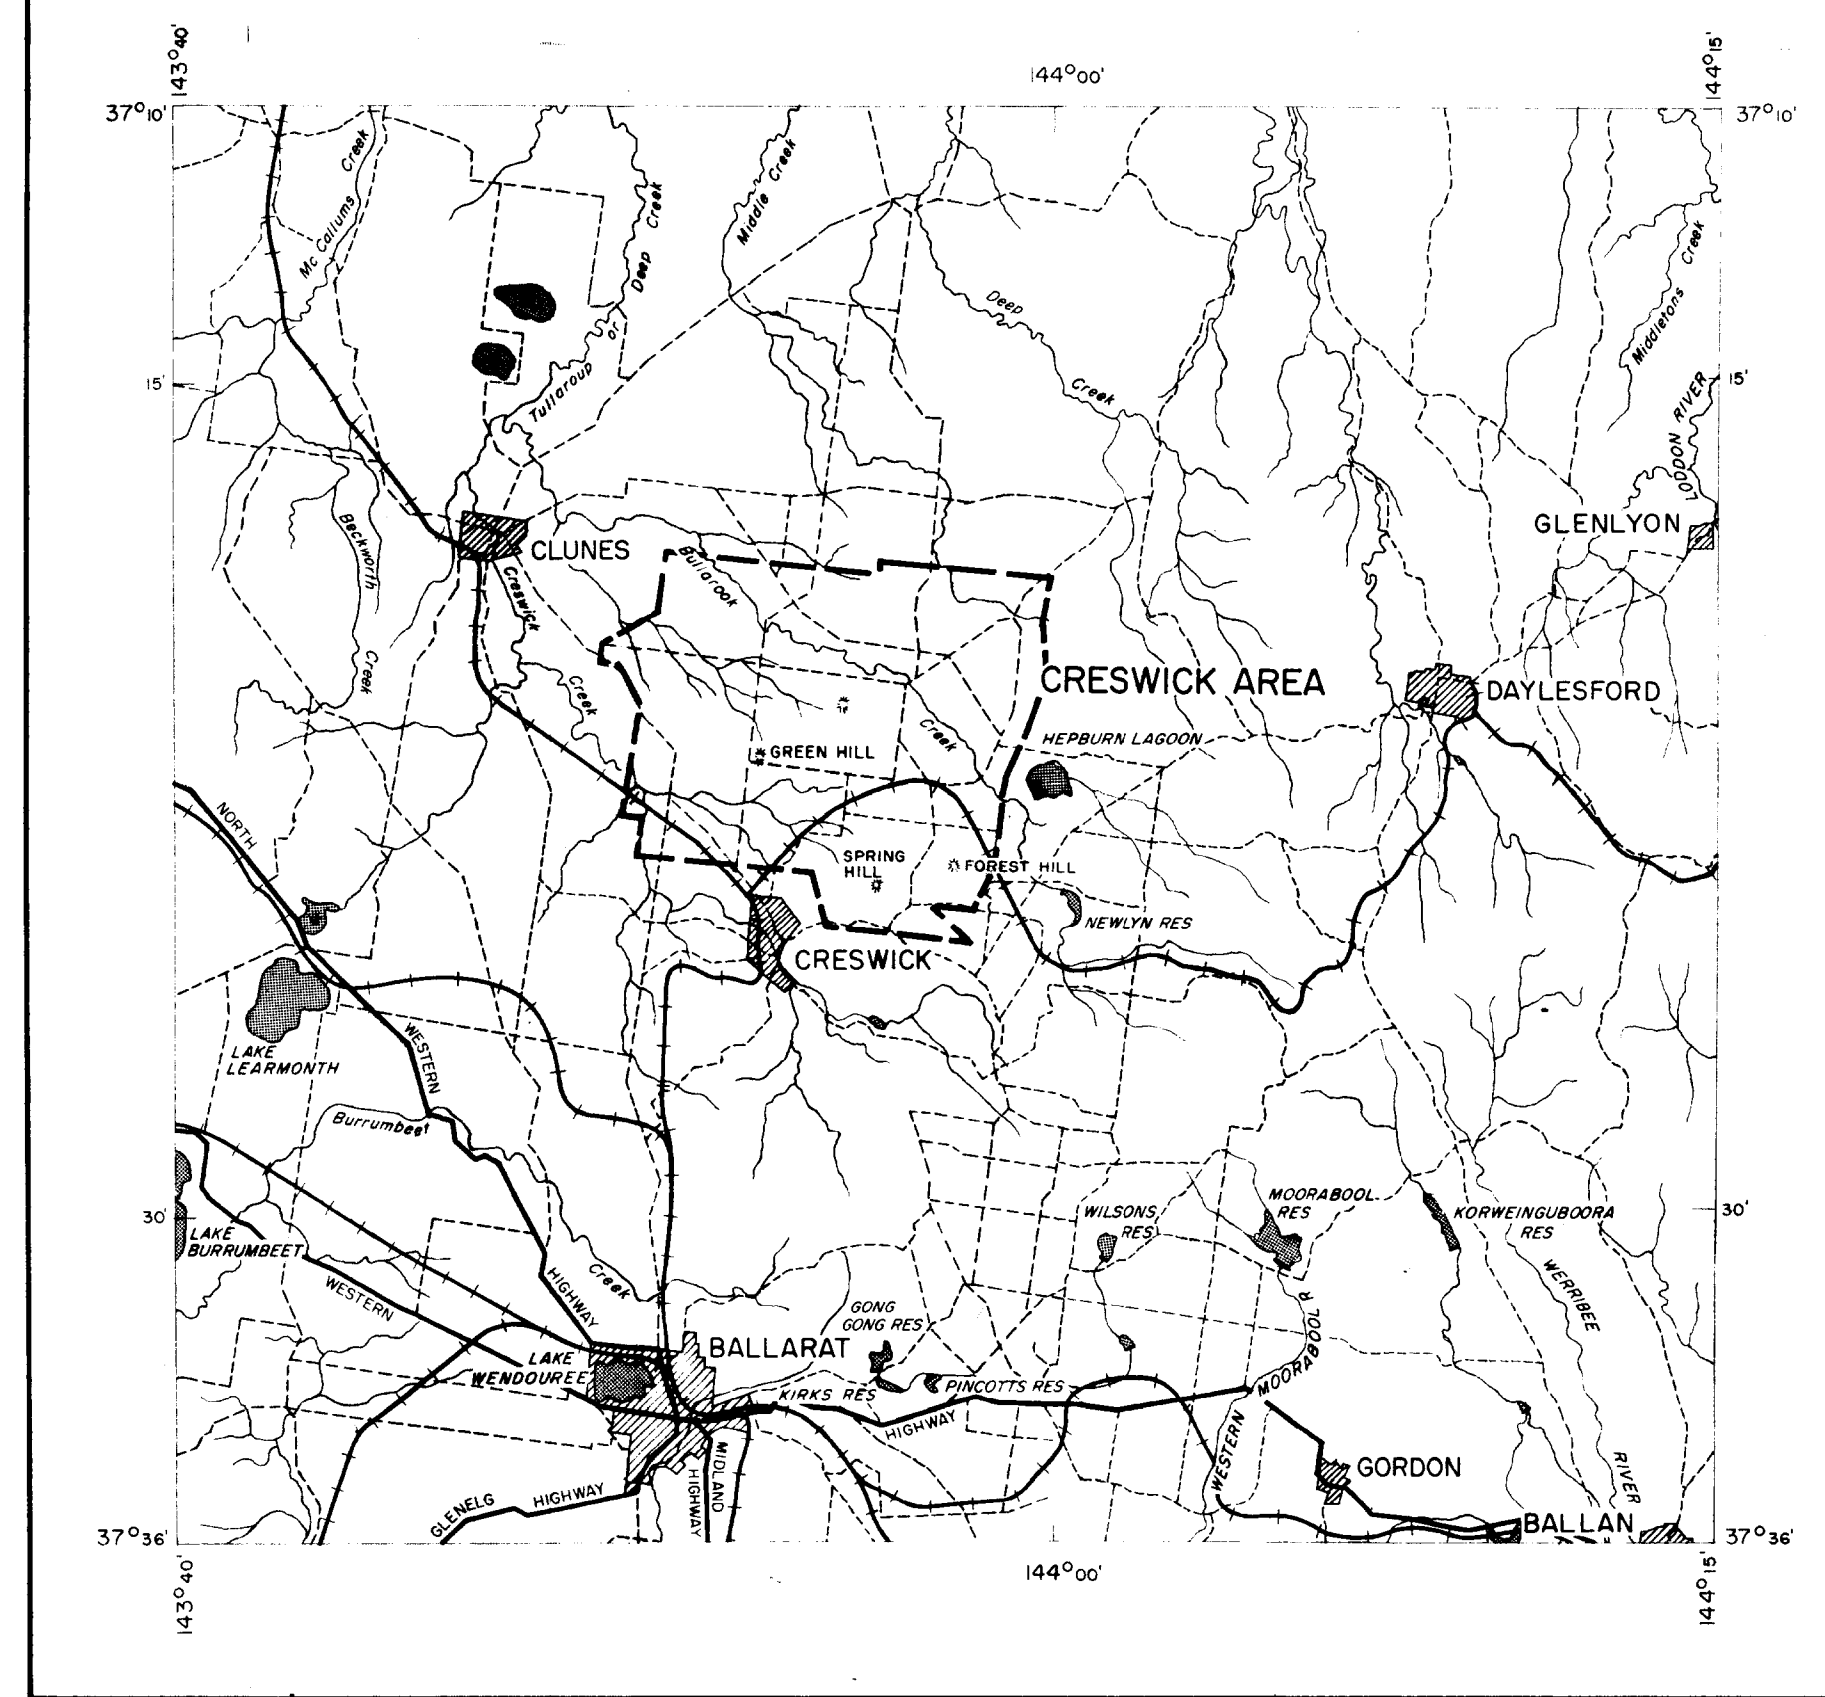 143°40'
144°00'
144°15'
37°10'
37°10'
Mc Callums Creek
Deep Creek
or
Tullaroup
Middle Creek
Deep
Creek
Middletons Creek
LODDON RIVER
15'
15'
GLENLYON
Beckworth
Creek
CLUNES
Creswick
Creek
Bullarook
Creek
CRESWICK AREA
DAYLESFORD
HEPBURN LAGOON
GREEN HILL
NORTH
SPRING
HILL
FOREST HILL
NEWLYN RES
CRESWICK
LAKE
LEARMONTH
WESTERN
Burrumbeet
MOORABOOL
RES
WILSONS
RES
KORWEINGUBOORA
RES
30'
30'
LAKE
BURRUMBEET
WESTERN
HIGHWAY
Creek
WERRIBEE
GONG
GONG RES
MOORABOOL R
BALLARAT
LAKE
WENDOUREE
KIRKS RES
PINCOTTS RES
HIGHWAY
WESTERN
GORDON
RIVER
MIDLAND
HIGHWAY
GLENELG
HIGHWAY
BALLAN
37°36'
37°36'
143°40'
144°00'
144°15'